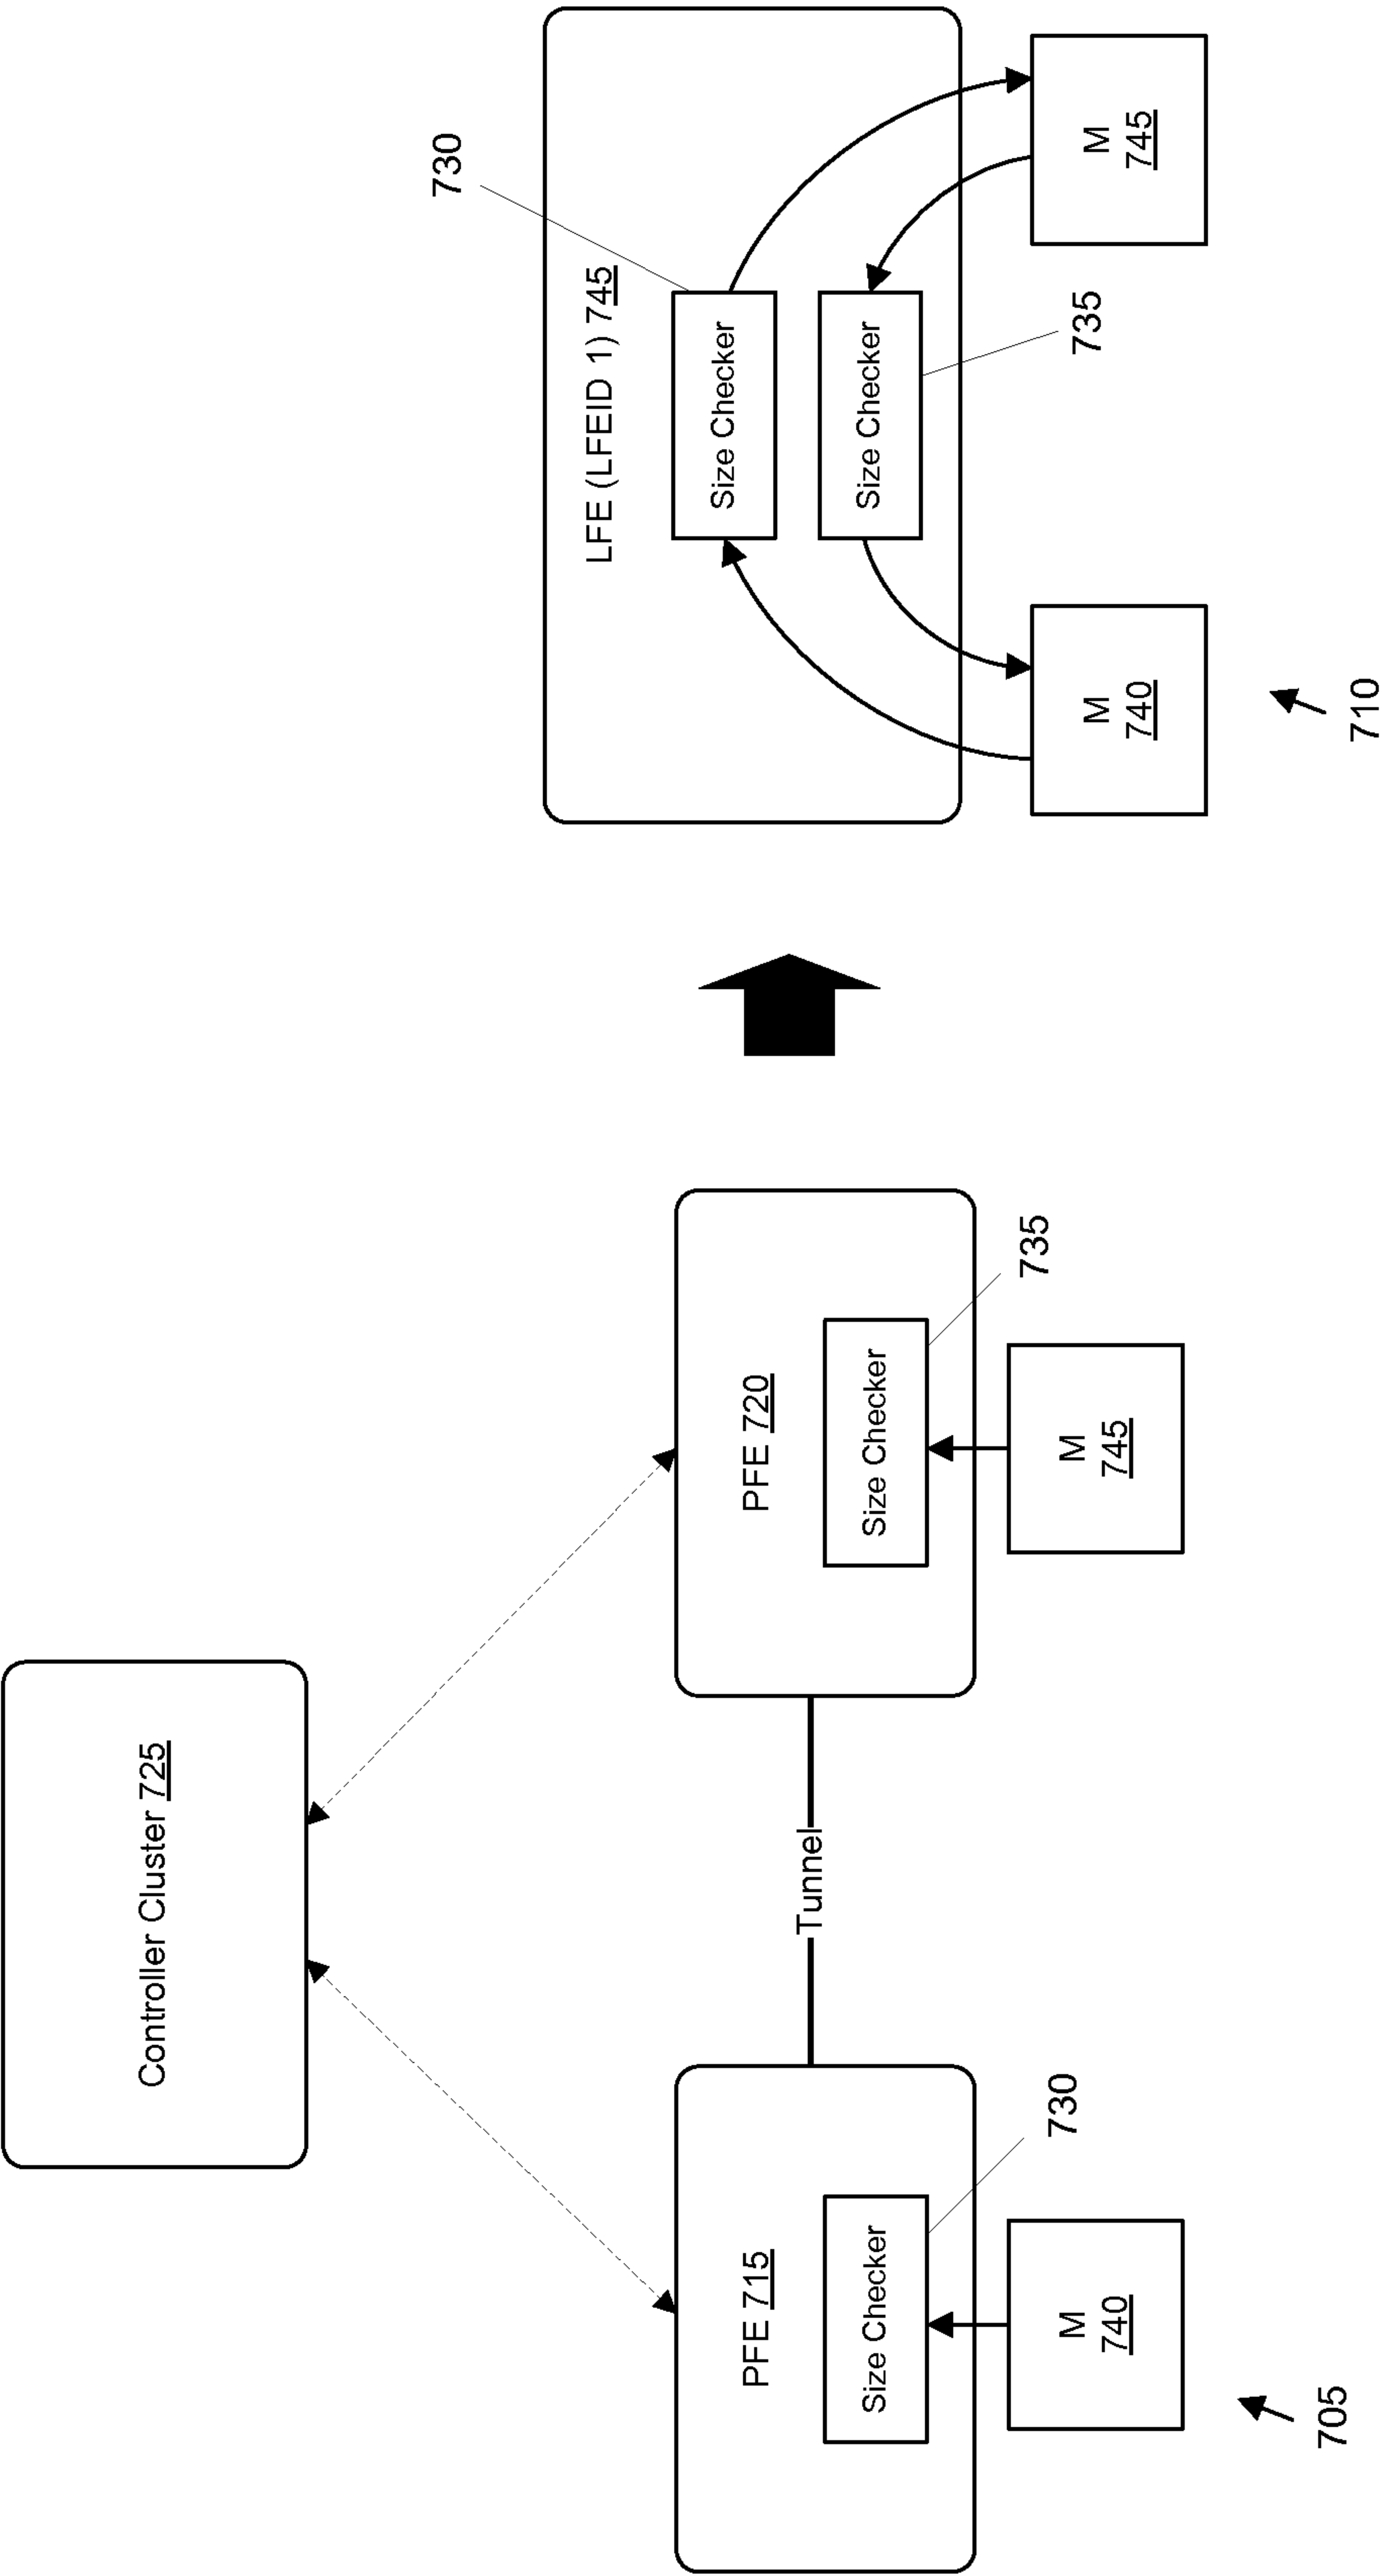 Controller Cluster 725
PFE 715
Size Checker
730
M
740
705
Tunnel
PFE 720
Size Checker
735
M
745
730
LFE (LFEID 1) 745
Size Checker
Size Checker
735
M
740
M
745
710